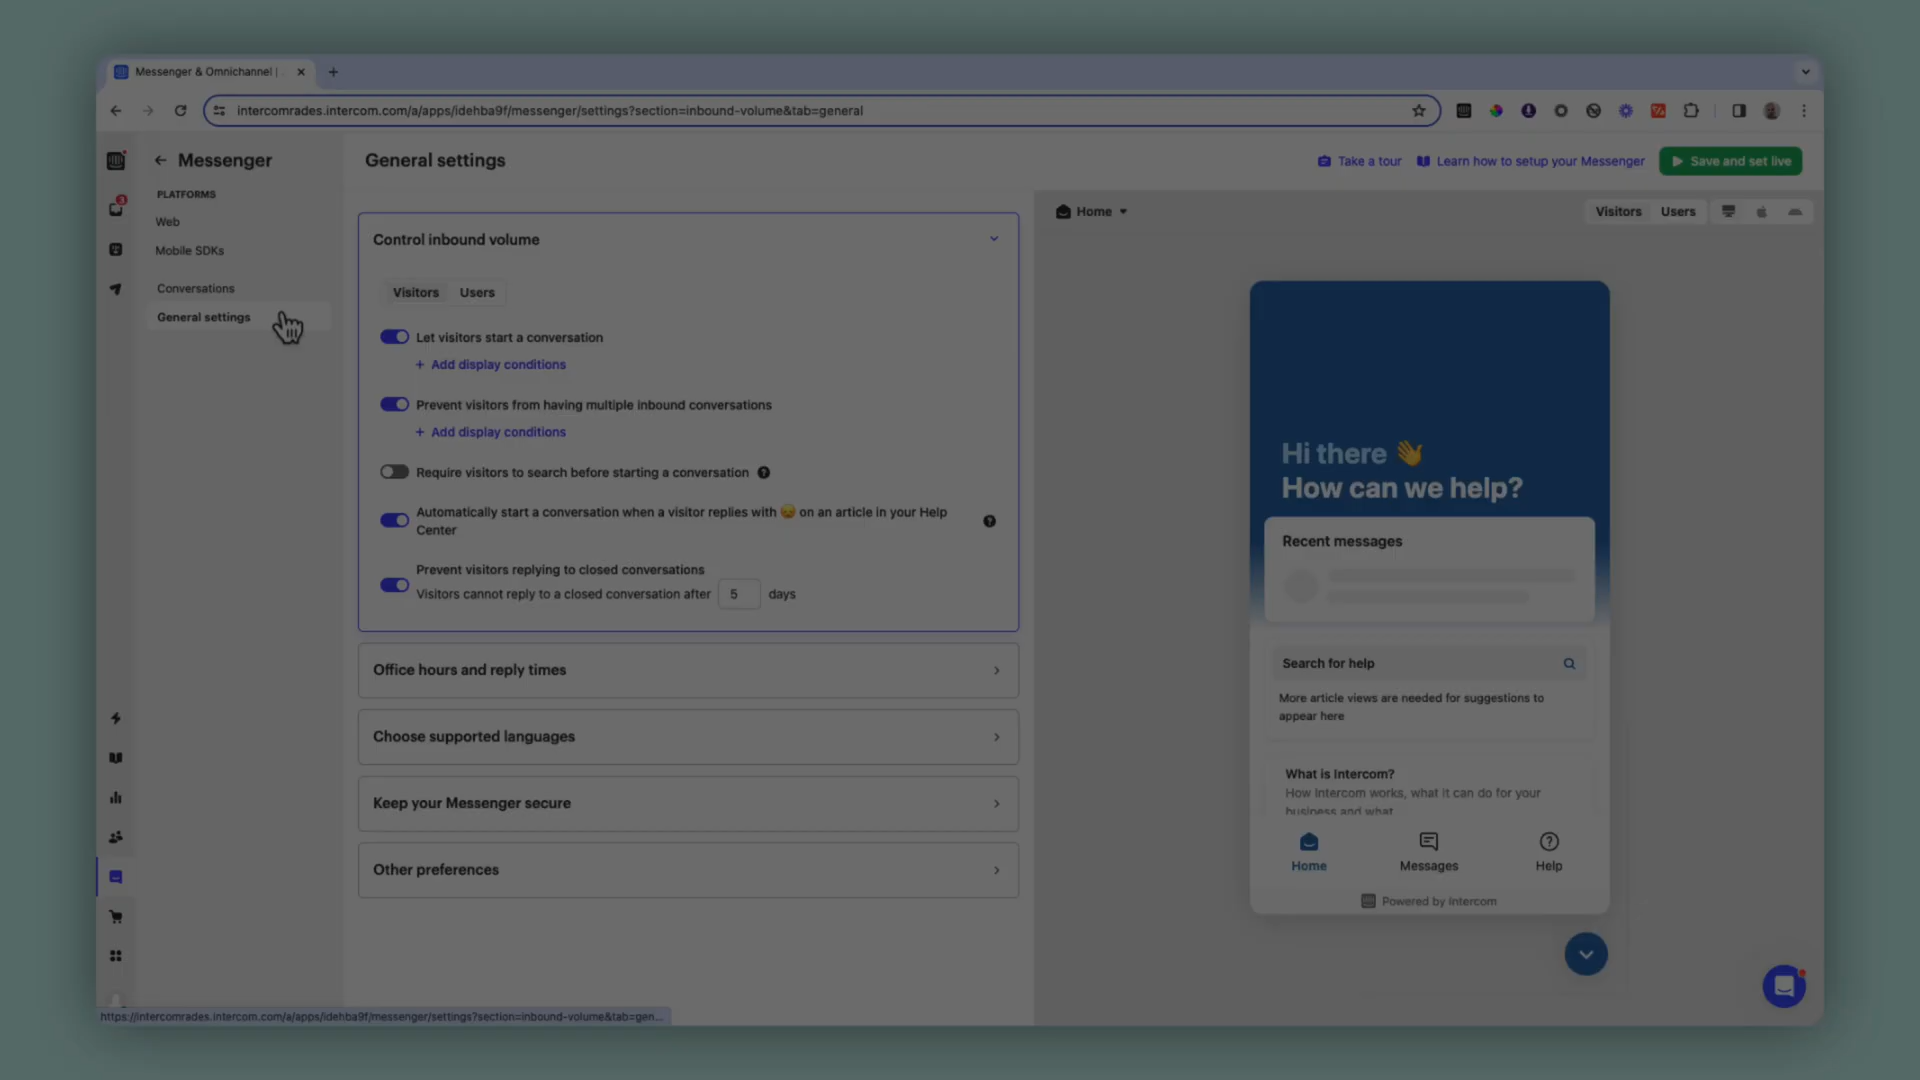 Messenger & Omnichannel |
intercomrades.intercom.com/a/apps/idehba9f/messenger/settings?section=inbound-volume&tab=general
Messenger
General settings
Take a tour
Learn how to setup your Messenger
Save and set live
3
PLATFORMS
Web
Mobile SDKs
Conversations
General settings
Control inbound volume
Visitors
Users
Let visitors start a conversation
+ Add display conditions
Prevent visitors from having multiple inbound conversations
+ Add display conditions
Require visitors to search before starting a conversation
Automatically start a conversation when a visitor replies with 😞 on an article in your Help
Center
Prevent visitors replying to closed conversations
Visitors cannot reply to a closed conversation after 5 days
Office hours and reply times
Choose supported languages
Keep your Messenger secure
Other preferences
Home
Visitors
Users
Hi there 👋
How can we help?
Recent messages
Search for help
More article views are needed for suggestions to
appear here
What is Intercom?
How Intercom works, what it can do for your
business and what
Home
Messages
Help
Powered by Intercom
https://intercomrades.intercom.com/a/apps/idehba9f/messenger/settings?section=inbound-volume&tab=gen...